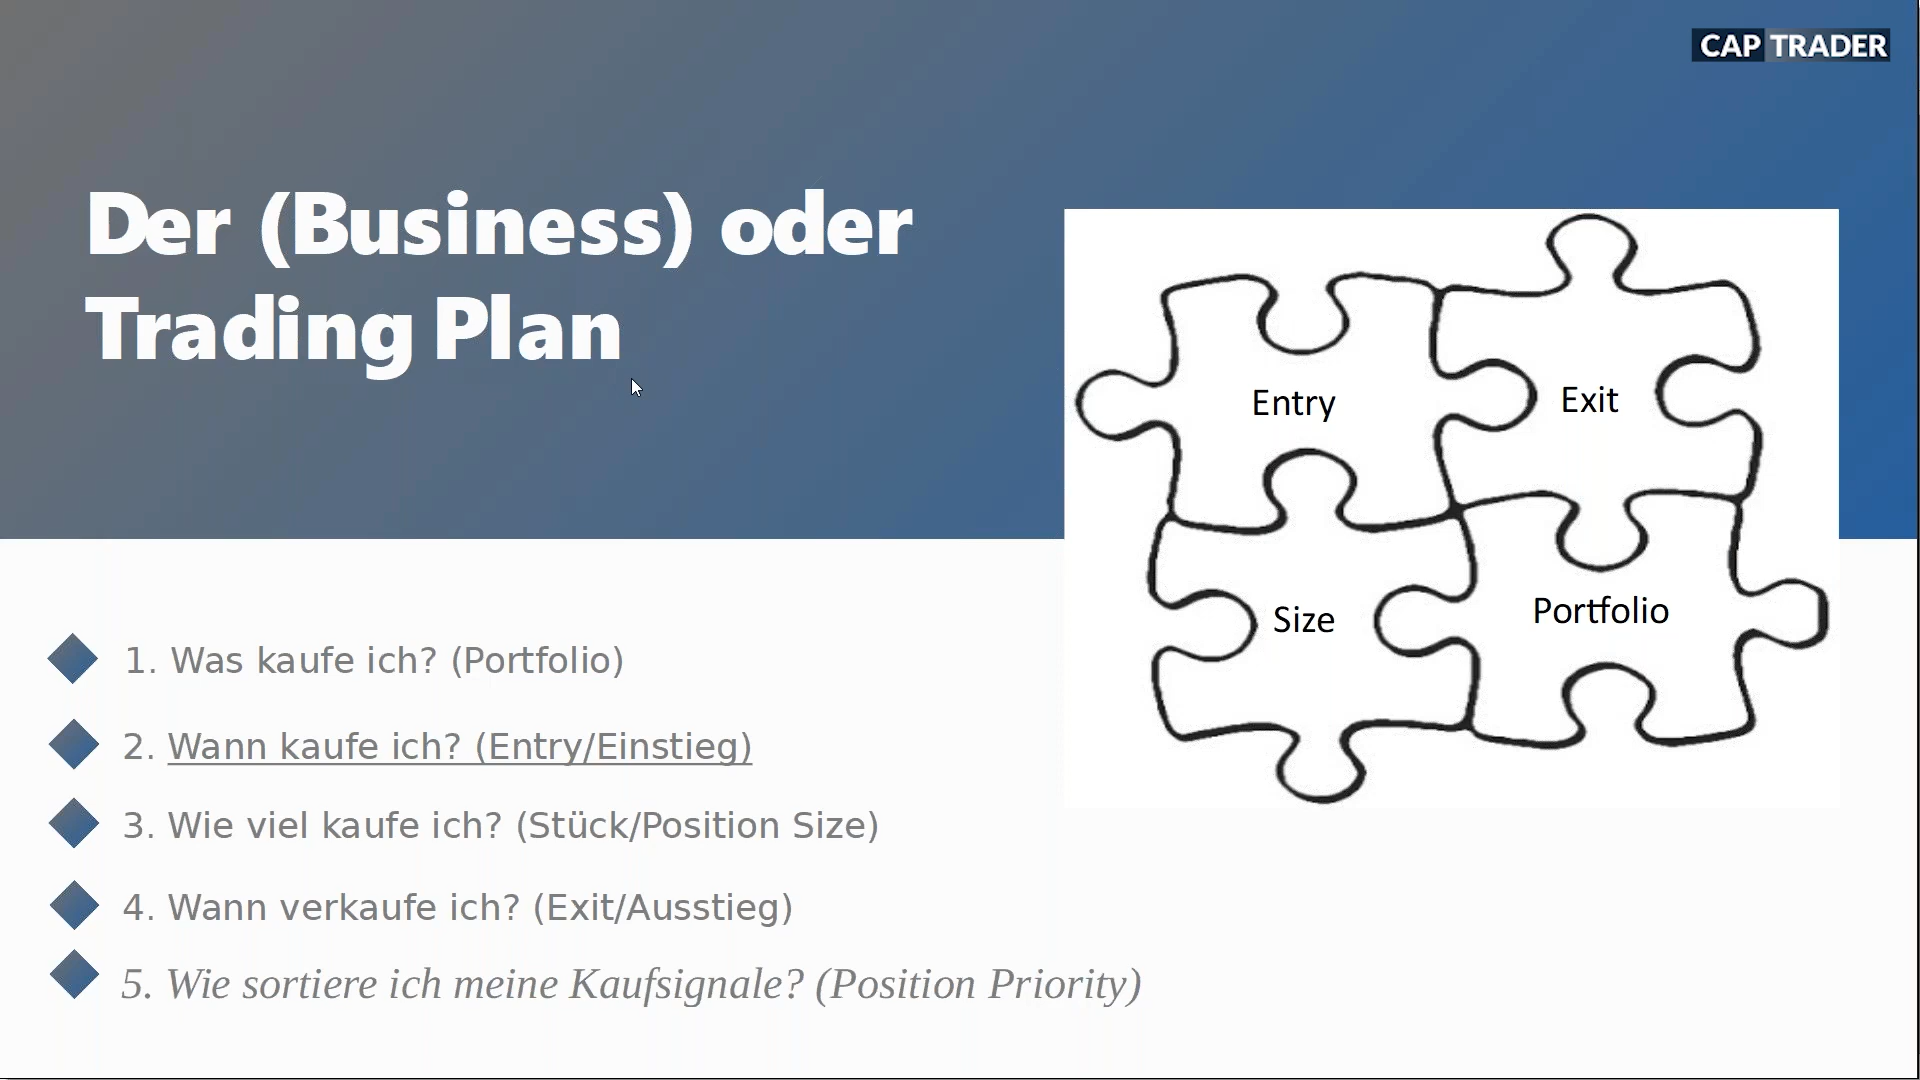 CAP TRADER
Der (Business) oder
Trading Plan
Entry
Exit
Size
Portfolio
1. Was kaufe ich? (Portfolio)
2. Wann kaufe ich? (Entry/Einstieg)
3. Wie viel kaufe ich? (Stück/Position Size)
4. Wann verkaufe ich? (Exit/Ausstieg)
5. Wie sortiere ich meine Kaufsignale? (Position Priority)